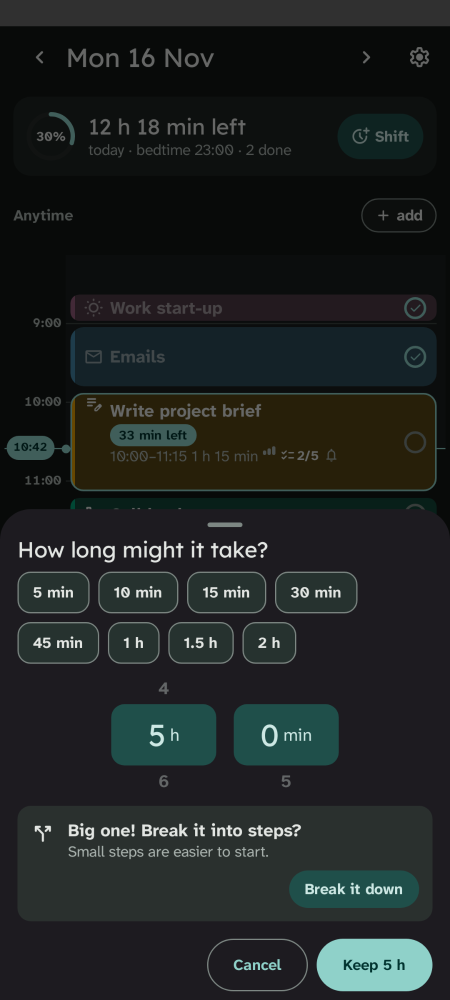 Mon 16 Nov
30%
12 h 18 min left
today · bedtime 23:00 · 2 done
Shift
Anytime
+ add
Work start-up
9:00
Emails
10:00
Write project brief
33 min left
10:42
10:00–11:15 1 h 15 min 2/5
11:00
How long might it take?
5 min
10 min
15 min
30 min
45 min
1 h
1.5 h
2 h
4
5 h
0 min
6
5
Big one! Break it into steps?
Small steps are easier to start.
Break it down
Cancel
Keep 5 h